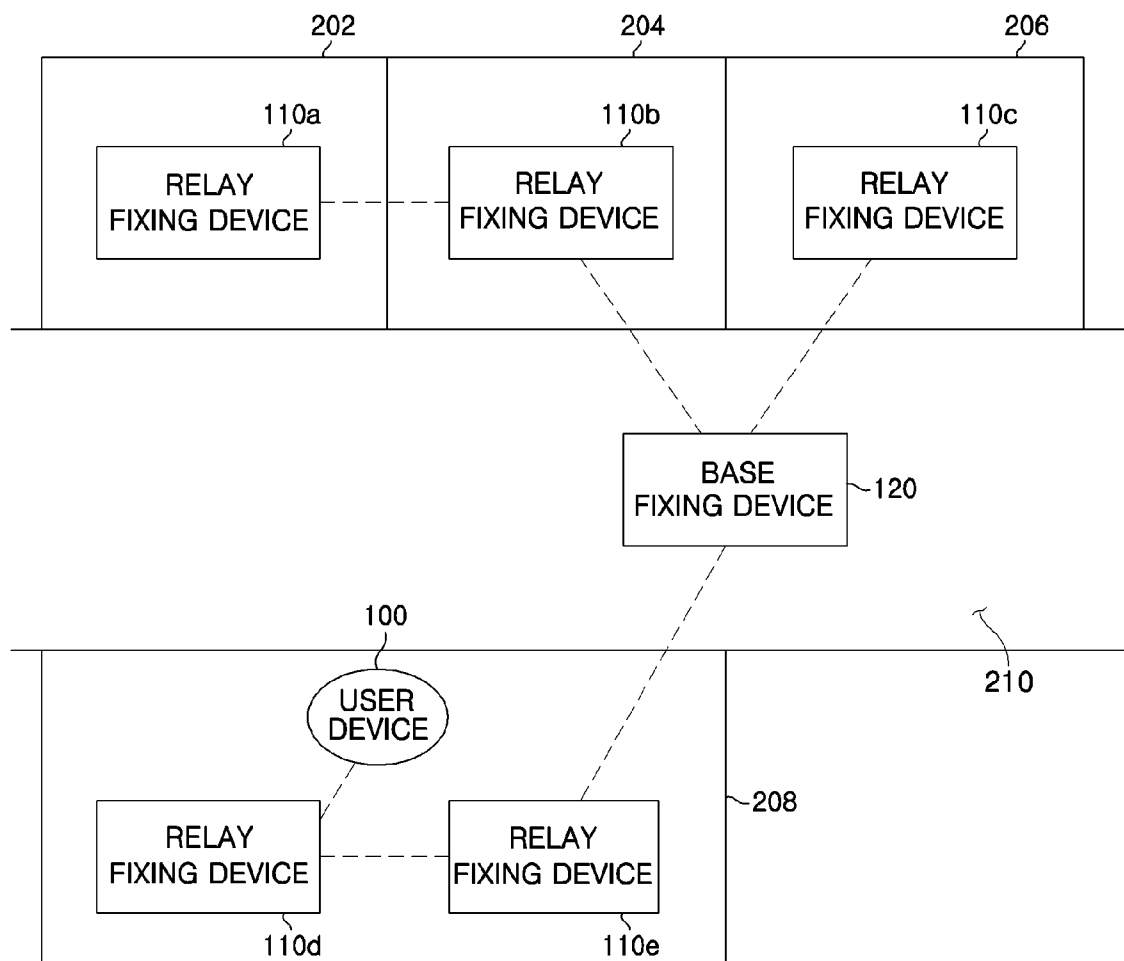 202
204
206
110a
110b
110c
RELAY
FIXING DEVICE
RELAY
FIXING DEVICE
RELAY
FIXING DEVICE
BASE
FIXING DEVICE
120
100
USER
DEVICE
210
208
RELAY
FIXING DEVICE
RELAY
FIXING DEVICE
110d
110e